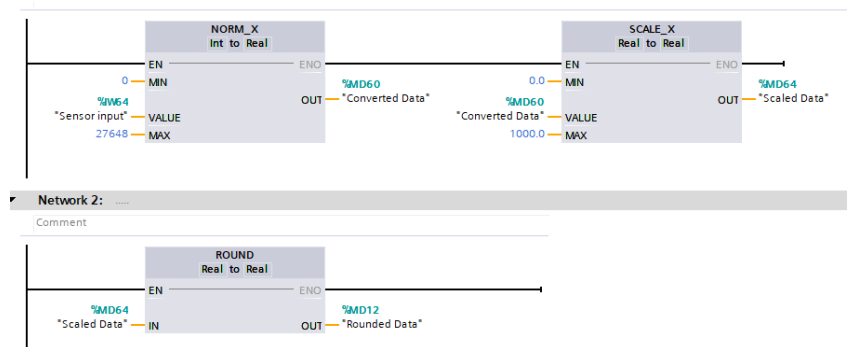 NORM_X
Int to Real
EN
ENO
0
MIN
%IW64
"Sensor input"
VALUE
27648
MAX
OUT
%MD60
"Converted Data"
SCALE_X
Real to Real
EN
ENO
0.0
MIN
%MD60
"Converted Data"
VALUE
1000.0
MAX
OUT
%MD64
"Scaled Data"
Network 2: .....
Comment
ROUND
Real to Real
EN
ENO
%MD64
"Scaled Data"
IN
OUT
%MD12
"Rounded Data"